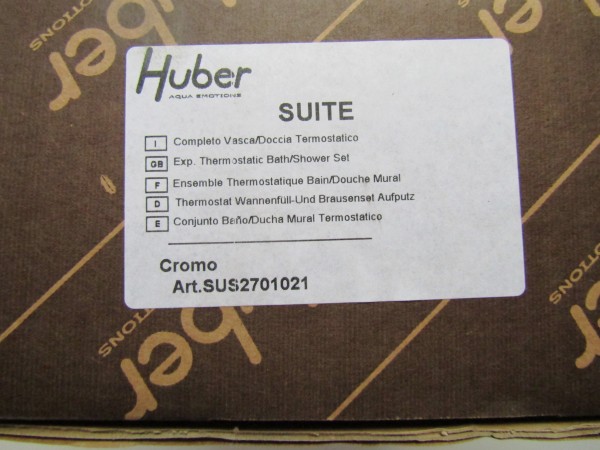 Huber
AQUA EMOTIONS
SUITE
I Completo Vasca/Doccia Termostatico
GB Exp. Thermostatic Bath/Shower Set
F Ensemble Thermostatique Bain/Douche Mural
D Thermostat Wannenfüll-Und Brausenset Aufputz
E Conjunto Baño/Ducha Mural Termostatico
Cromo
Art.SUS2701021